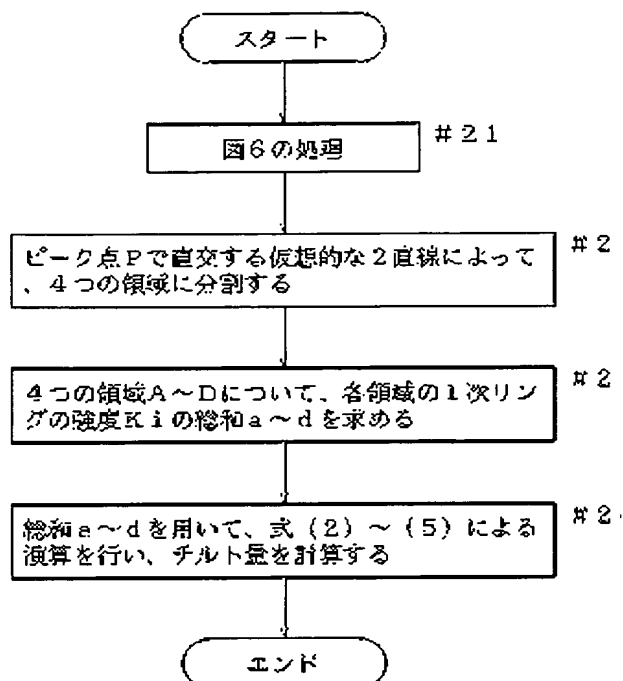 スタート
図6の処理
#21
ピーク点Pで直交する仮想的な2直線によって
、4つの領域に分割する
#2
4つの領域A~Dについて、各領域の1次リン
グの強度Kiの総和a~dを求める
#2
総和a~dを用いて、式(2)~(5)による
演算を行い、チルト量を計算する
#2
エンド